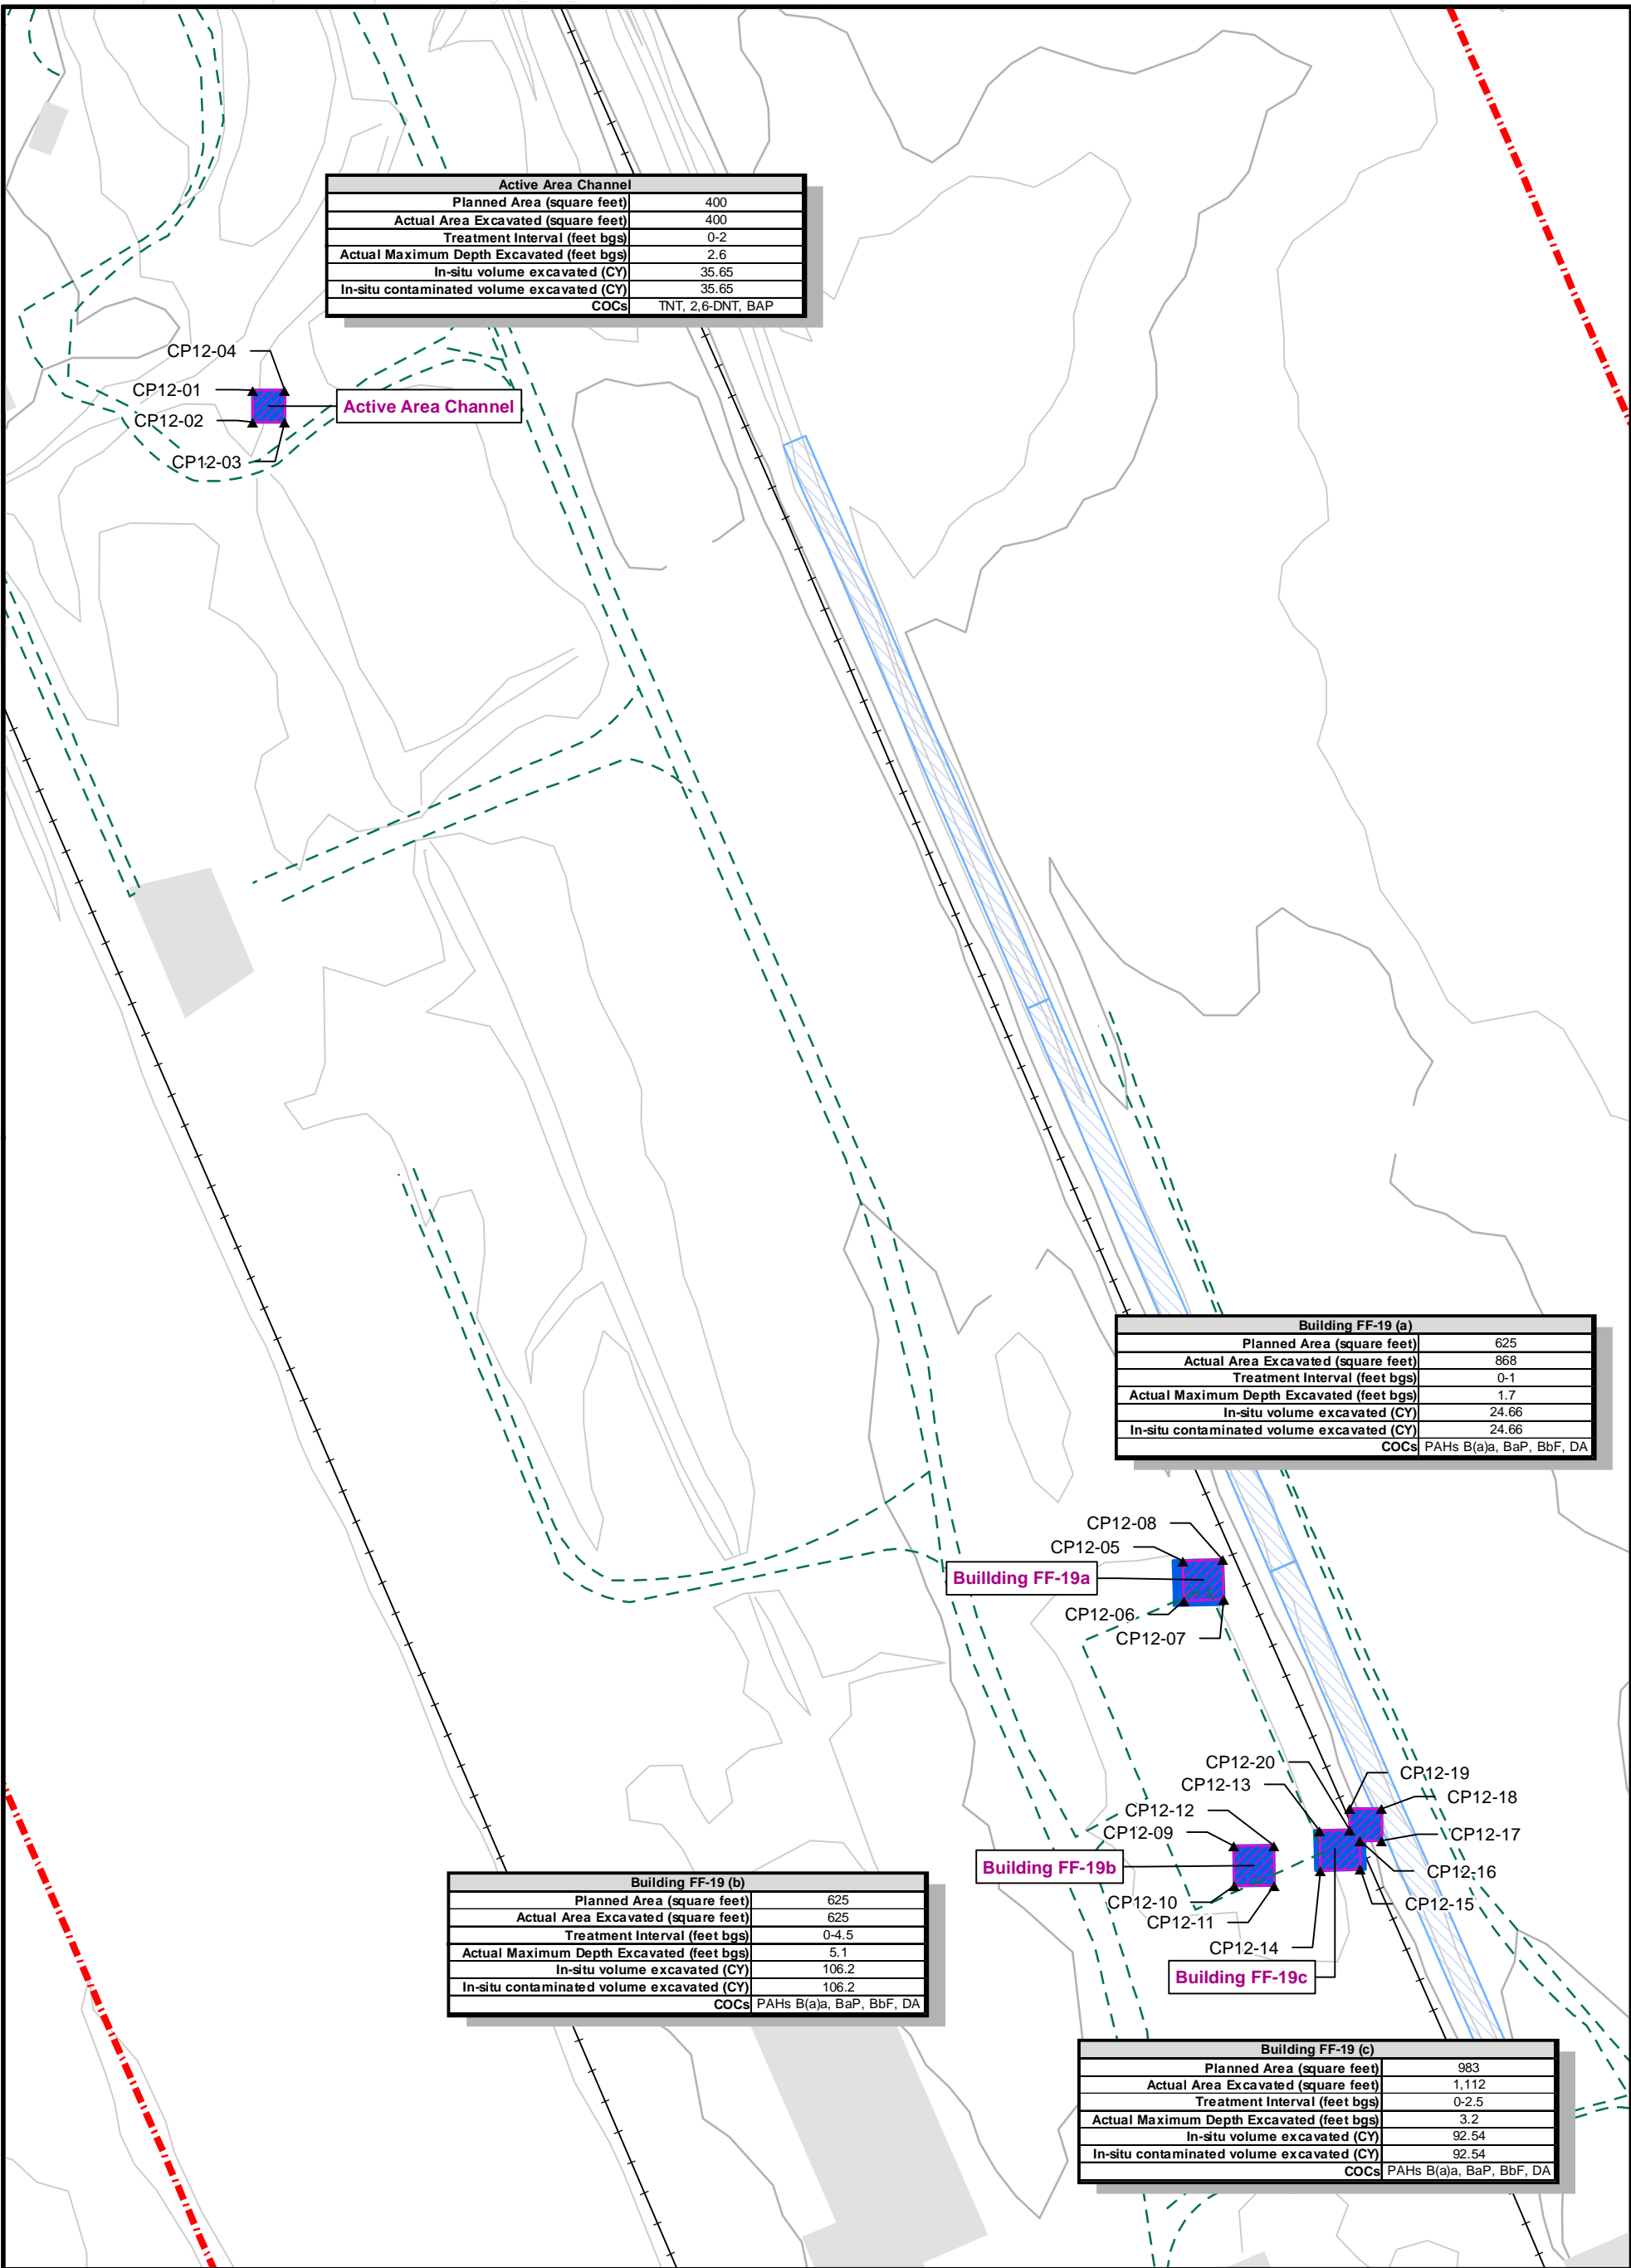 Active Area Channel
Planned Area (square feet) 400
Actual Area Excavated (square feet) 400
Treatment Interval (feet bgs) 0-2
Actual Maximum Depth Excavated (feet bgs) 2.6
In-situ volume excavated (CY) 35.65
In-situ contaminated volume excavated (CY) 35.65
COCs TNT, 2,6-DNT, BAP
CP12-04
CP12-01
Active Area Channel
CP12-02
CP12-03
Building FF-19 (a)
Planned Area (square feet) 625
Actual Area Excavated (square feet) 868
Treatment Interval (feet bgs) 0-1
Actual Maximum Depth Excavated (feet bgs) 1.7
In-situ volume excavated (CY) 24.66
In-situ contaminated volume excavated (CY) 24.66
COCs PAHs B(a)a, BaP, BbF, DA
CP12-08
CP12-05
Buillding FF-19a
CP12-06
CP12-07
CP12-20
CP12-19
CP12-13
CP12-18
CP12-12
CP12-09
CP12-17
Building FF-19b
CP12-16
CP12-10
CP12-15
CP12-11
CP12-14
Building FF-19c
Building FF-19 (b)
Planned Area (square feet) 625
Actual Area Excavated (square feet) 625
Treatment Interval (feet bgs) 0-4.5
Actual Maximum Depth Excavated (feet bgs) 5.1
In-situ volume excavated (CY) 106.2
In-situ contaminated volume excavated (CY) 106.2
COCs PAHs B(a)a, BaP, BbF, DA
Building FF-19 (c)
Planned Area (square feet) 983
Actual Area Excavated (square feet) 1,112
Treatment Interval (feet bgs) 0-2.5
Actual Maximum Depth Excavated (feet bgs) 3.2
In-situ volume excavated (CY) 92.54
In-situ contaminated volume excavated (CY) 92.54
COCs PAHs B(a)a, BaP, BbF, DA